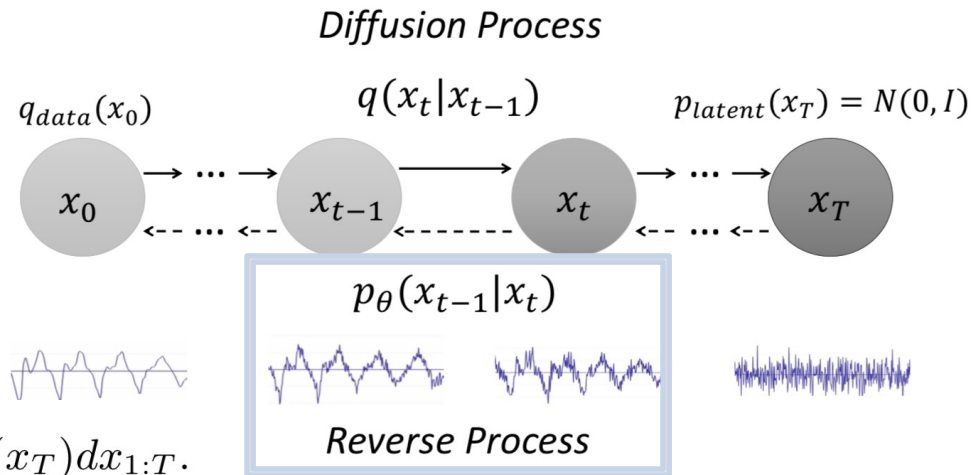 Diffusion Process
q_{data}(x_0) q(x_t|x_{t-1}) p_{latent}(x_T) = N(0, I)
... ...
x_0 x_{t-1} x_t x_T
... ...
p_θ(x_{t-1}|x_t)
Reverse Process
x_T)dx_{1:T}.